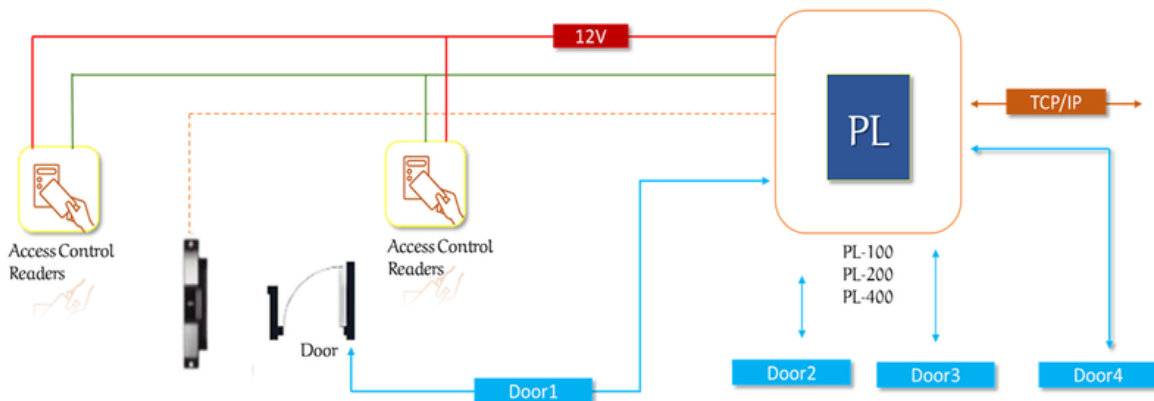 12V
PL
TCP/IP
Access Control
Readers
Access Control
Readers
PL-100
PL-200
PL-400
Door
Door1
Door2
Door3
Door4